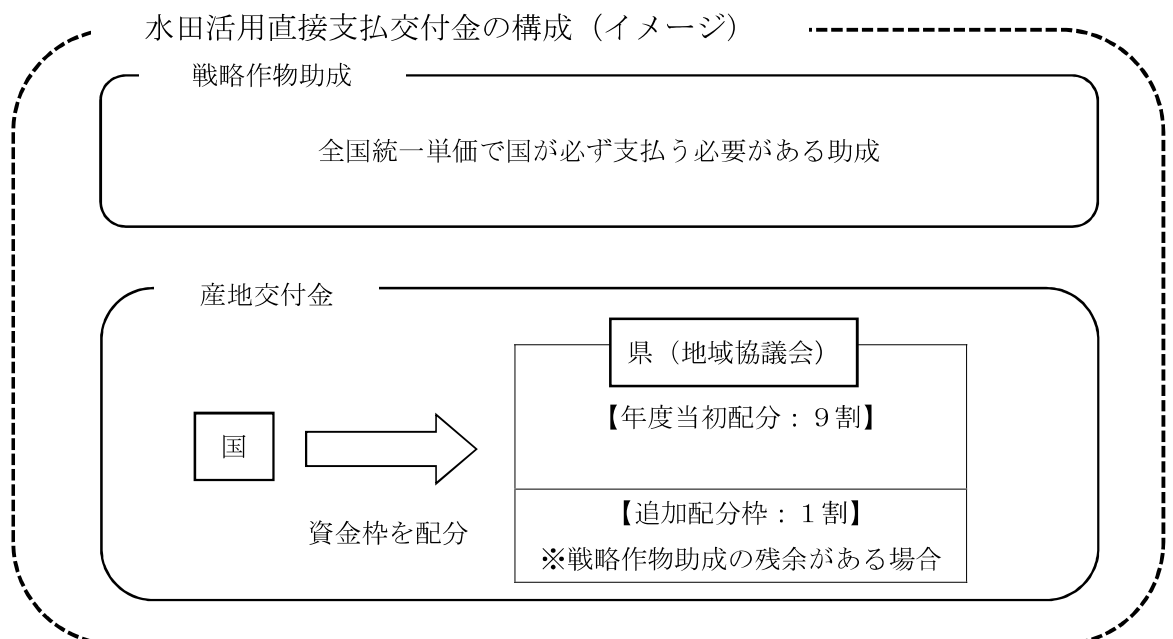 水田活用直接支払交付金の構成（イメージ）
戦略作物助成
全国統一単価で国が必ず支払う必要がある助成
産地交付金
県（地域協議会）
【年度当初配分：９割】
国
資金枠を配分
【追加配分枠：１割】
※戦略作物助成の残余がある場合